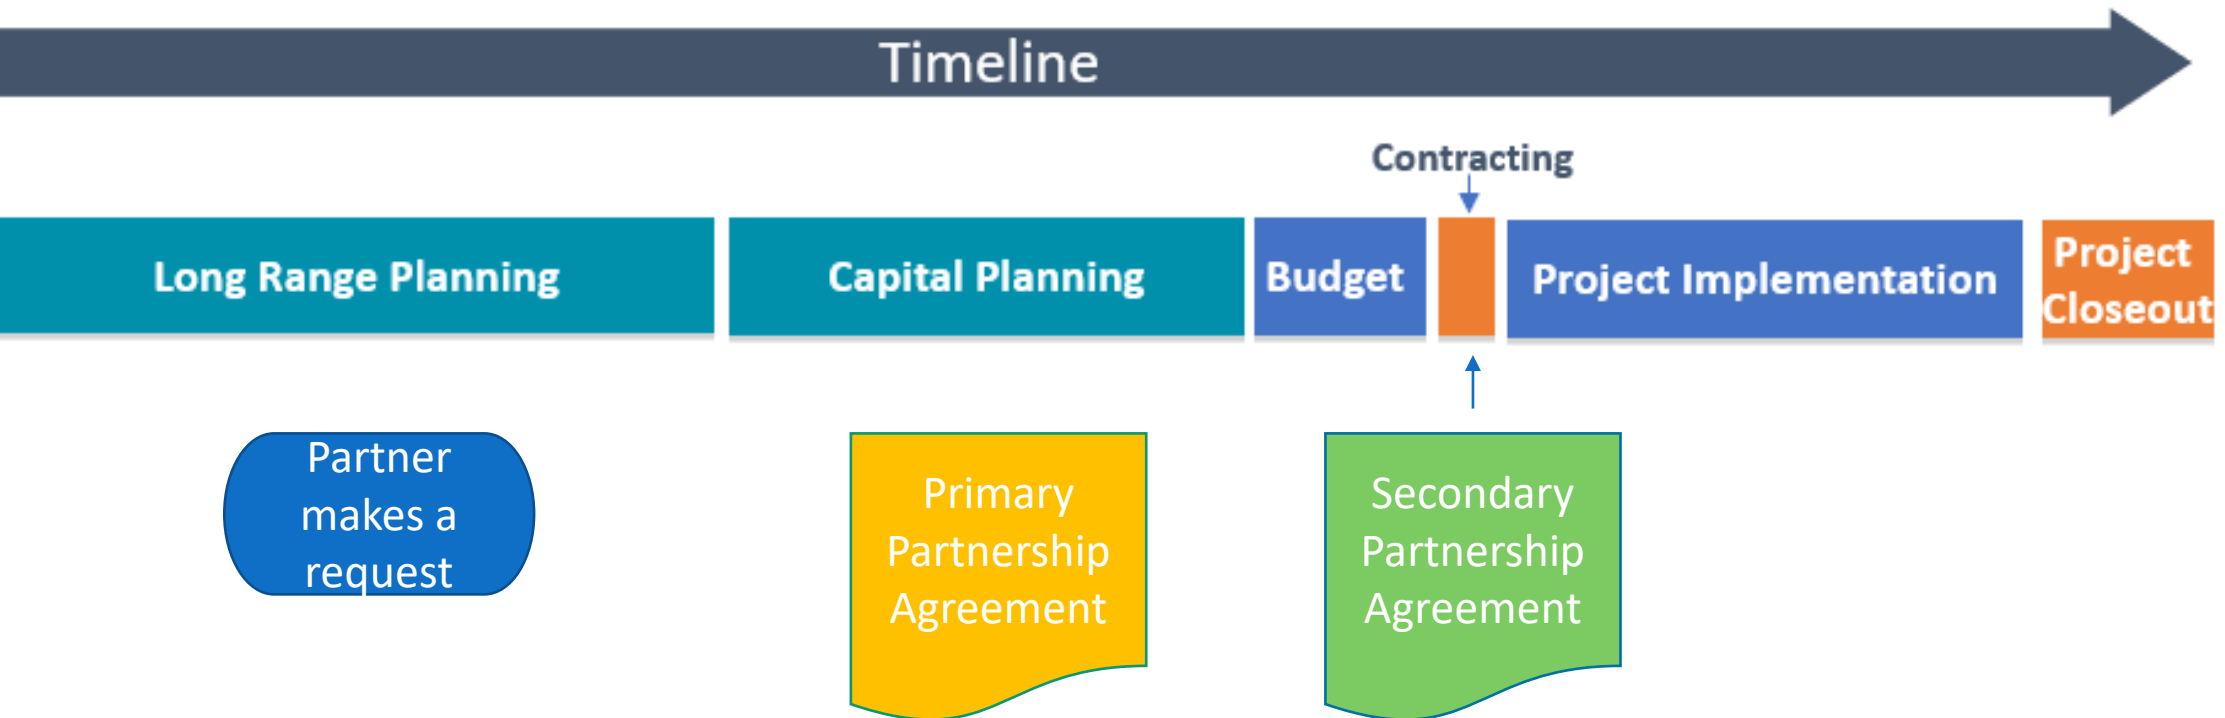 Timeline
Contracting
Long Range Planning
Capital Planning
Budget
Project Implementation
Project
Closeout
Partner
makes a
request
Primary
Partnership
Agreement
Secondary
Partnership
Agreement